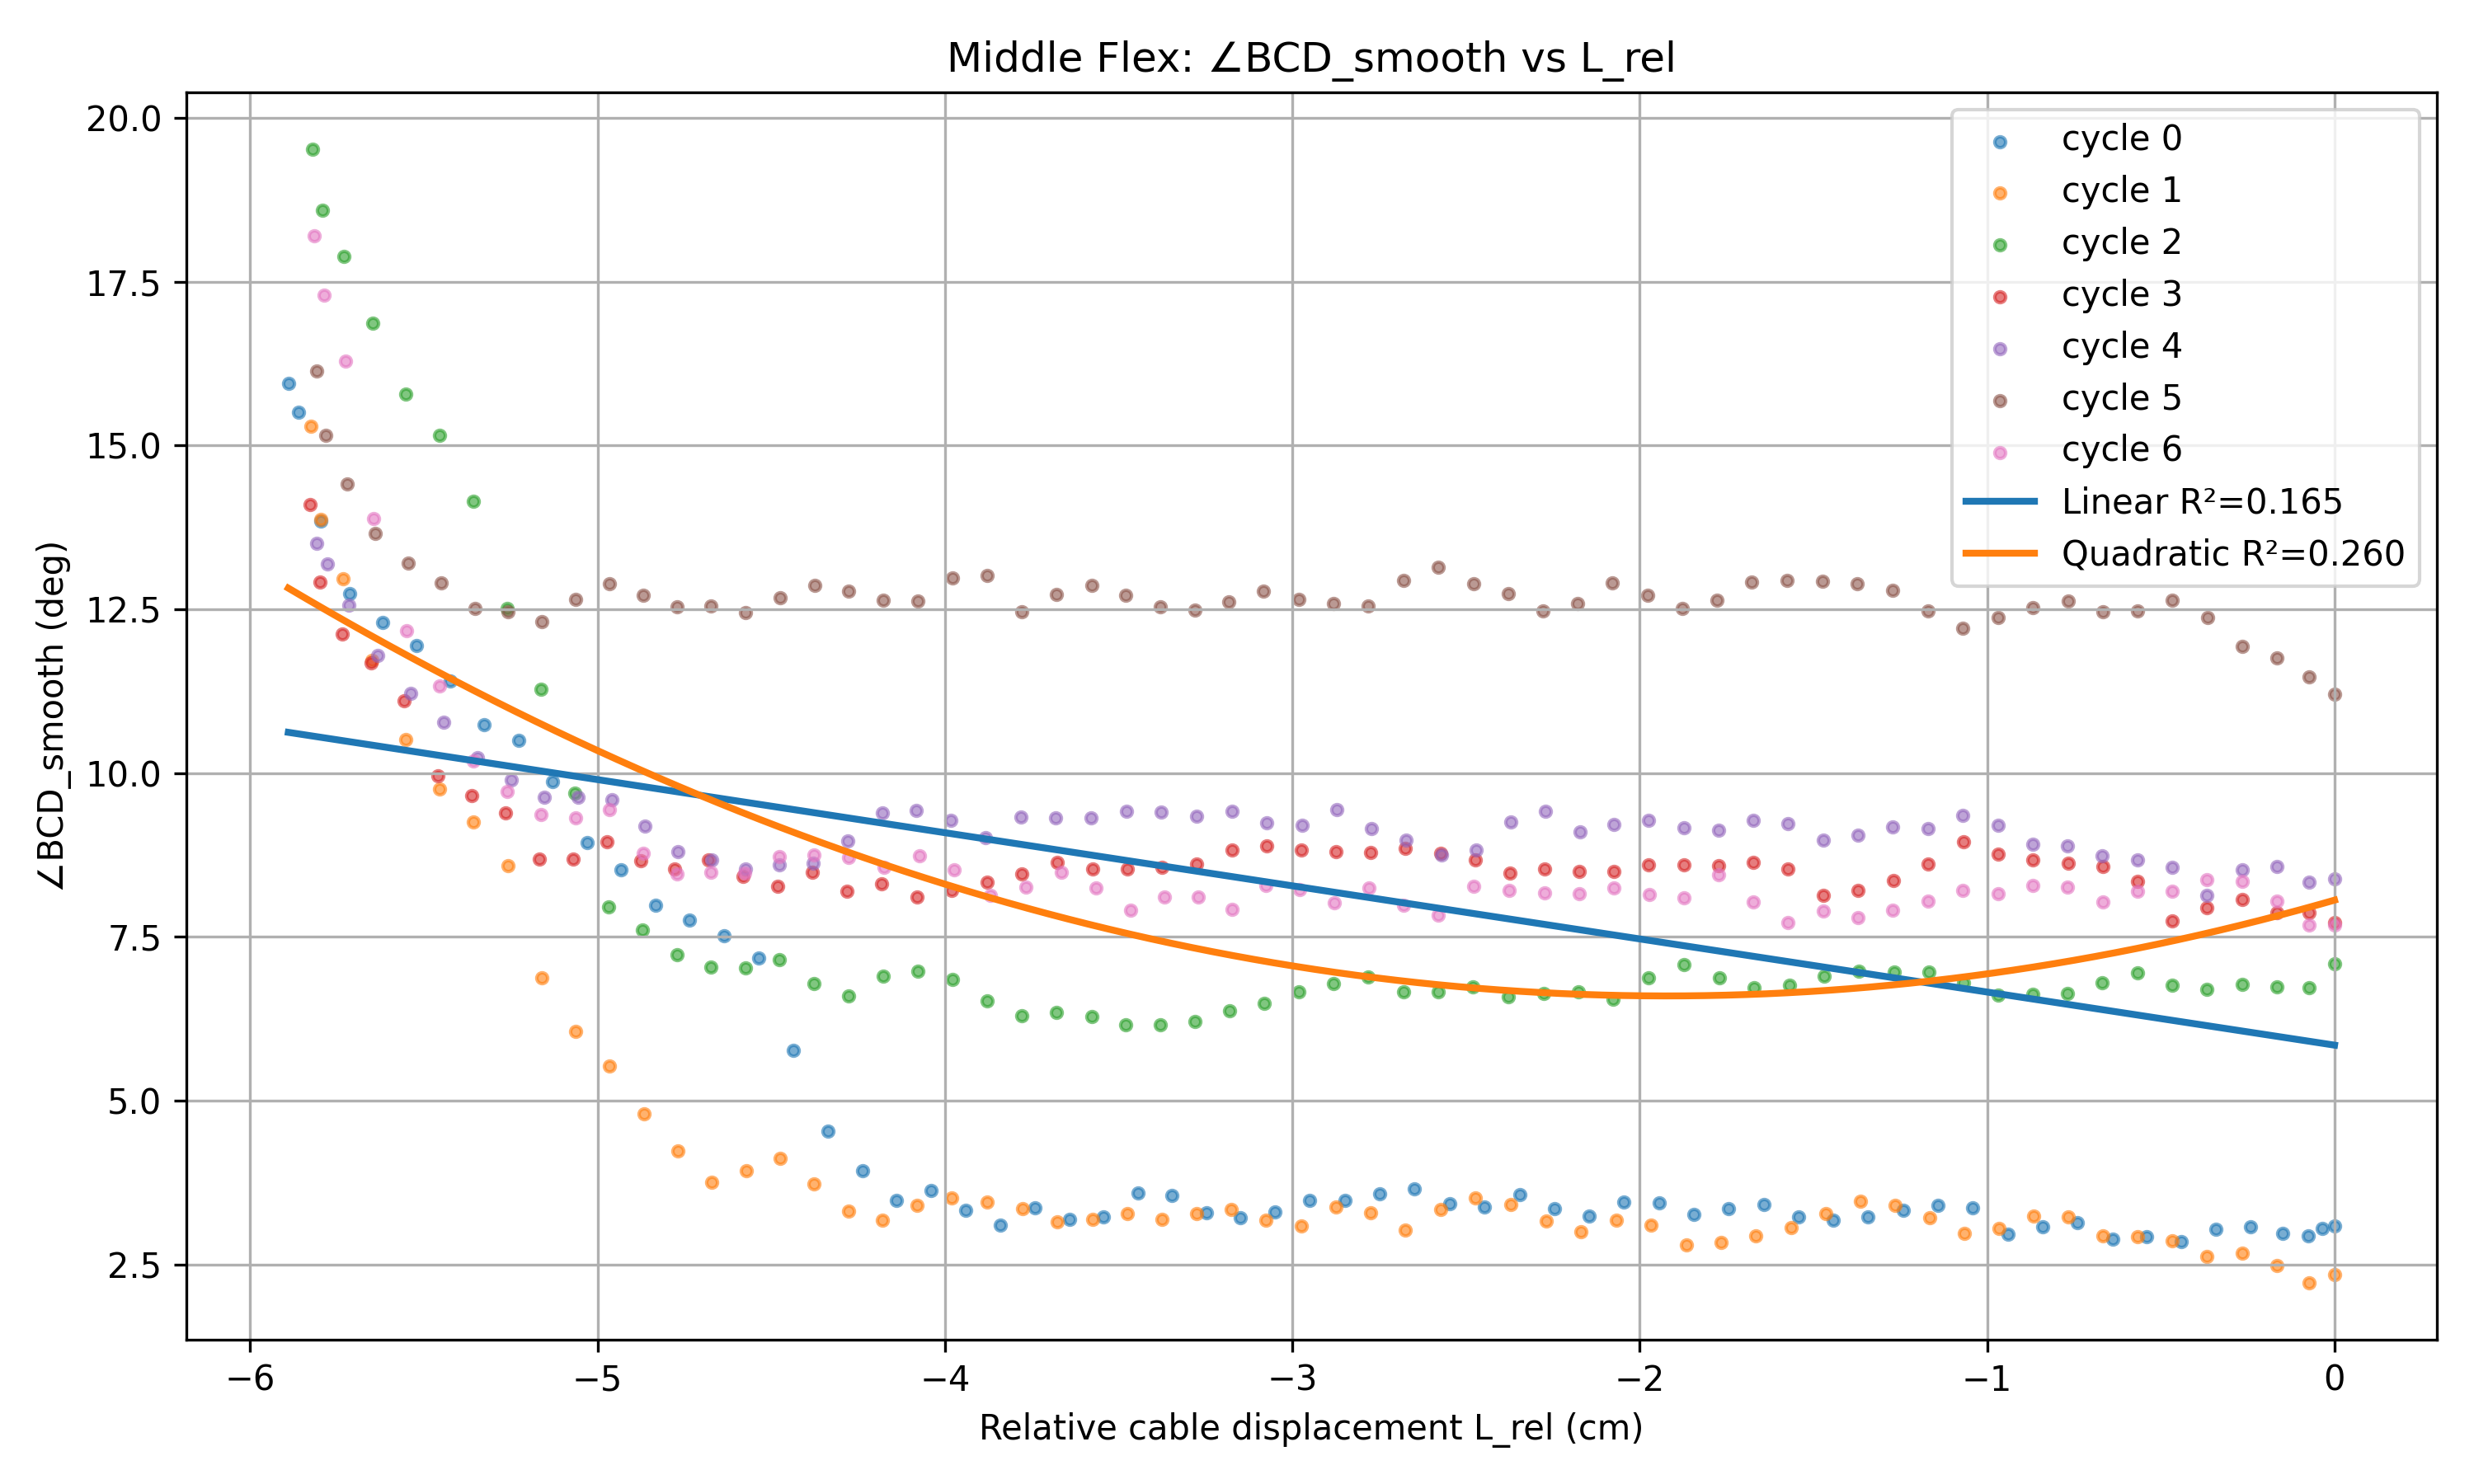 Middle Flex: ∠BCD_smooth vs L_rel
20.0
17.5
15.0
12.5
10.0
7.5
5.0
2.5
∠BCD_smooth (deg)
cycle 0
cycle 1
cycle 2
cycle 3
cycle 4
cycle 5
cycle 6
Linear R²=0.165
Quadratic R²=0.260
−6
−5
−4
−3
−2
−1
0
Relative cable displacement L_rel (cm)